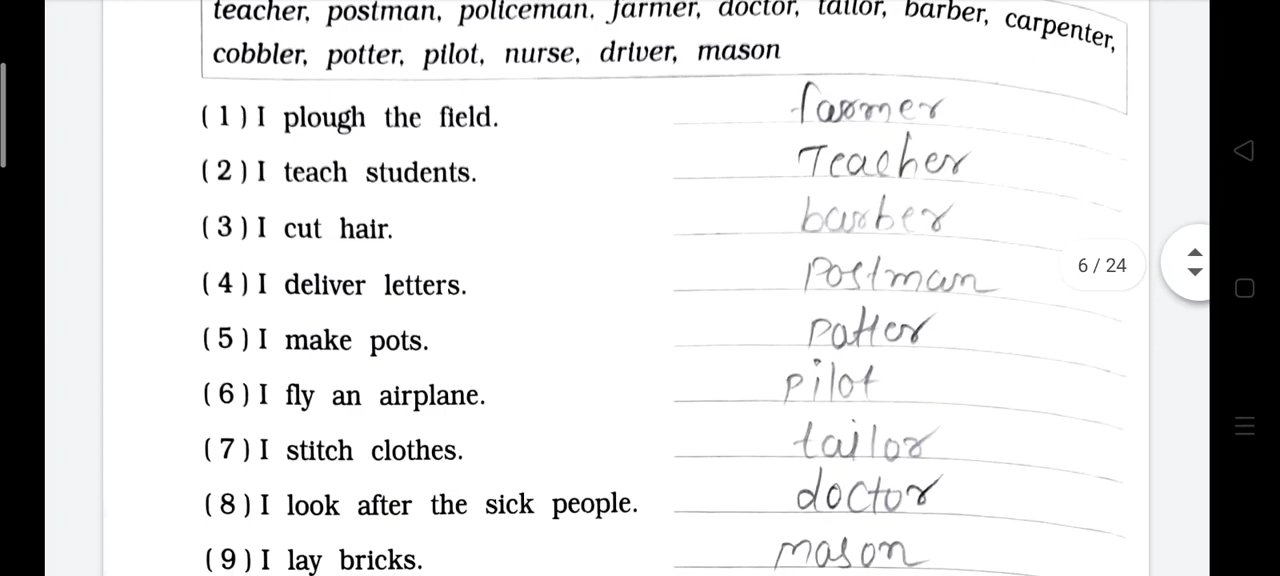 teacher, postman, policeman, farmer, doctor, tailor, barber, carpenter,
cobbler, potter, pilot, nurse, driver, mason
(1) I plough the field. farmer
(2) I teach students. Teacher
(3) I cut hair. barber
(4) I deliver letters. Postman
6 / 24
(5) I make pots. patter
(6) I fly an airplane. pilot
(7) I stitch clothes. tailor
(8) I look after the sick people. doctor
(9) I lay bricks. mason